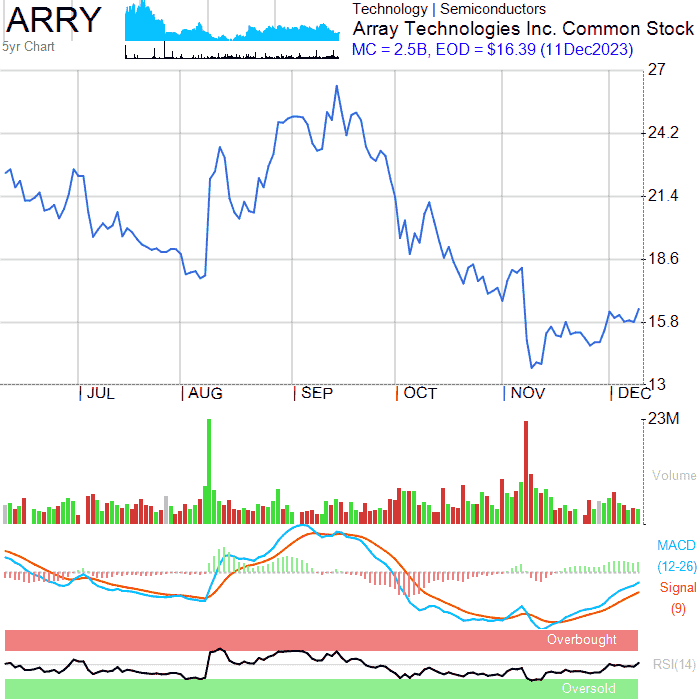 ARRY
5yr Chart
Technology | Semiconductors
Array Technologies Inc. Common Stock
MC = 2.5B, EOD = $16.39 (11Dec2023)
27
24.2
21.4
18.6
15.8
13
JUL AUG SEP OCT NOV DEC
23M
Volume
MACD
(12-26)
Signal
(9)
Overbought
RSI(14)
Oversold